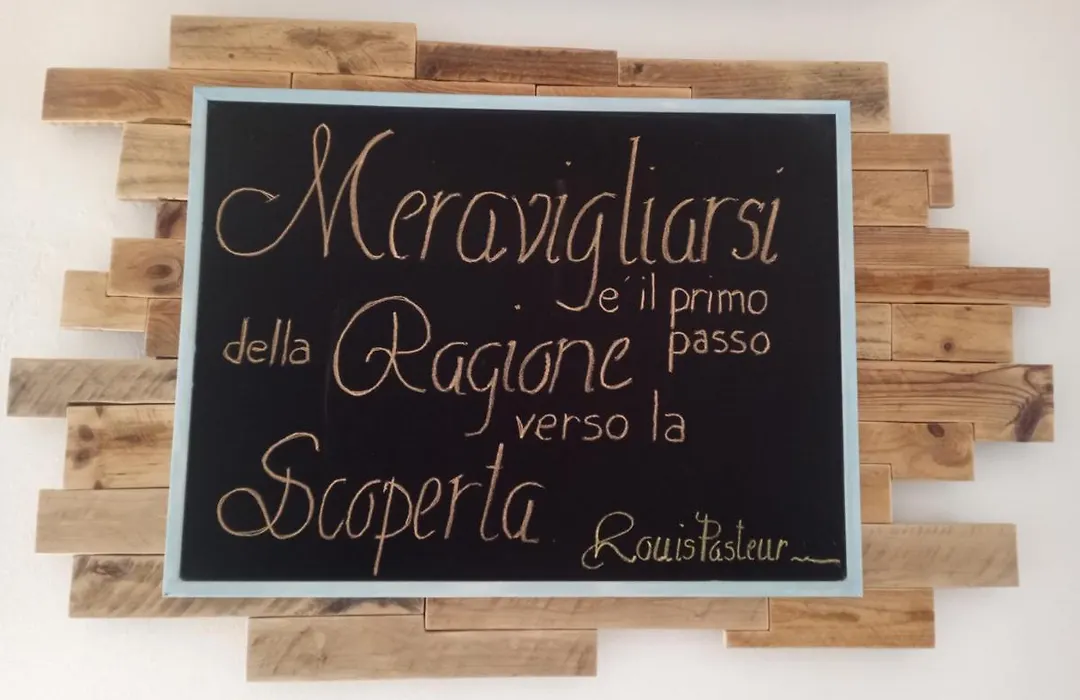 Meravigliarsi
e' il primo
passo
della Ragione
verso la
Scoperta
Louis Pasteur